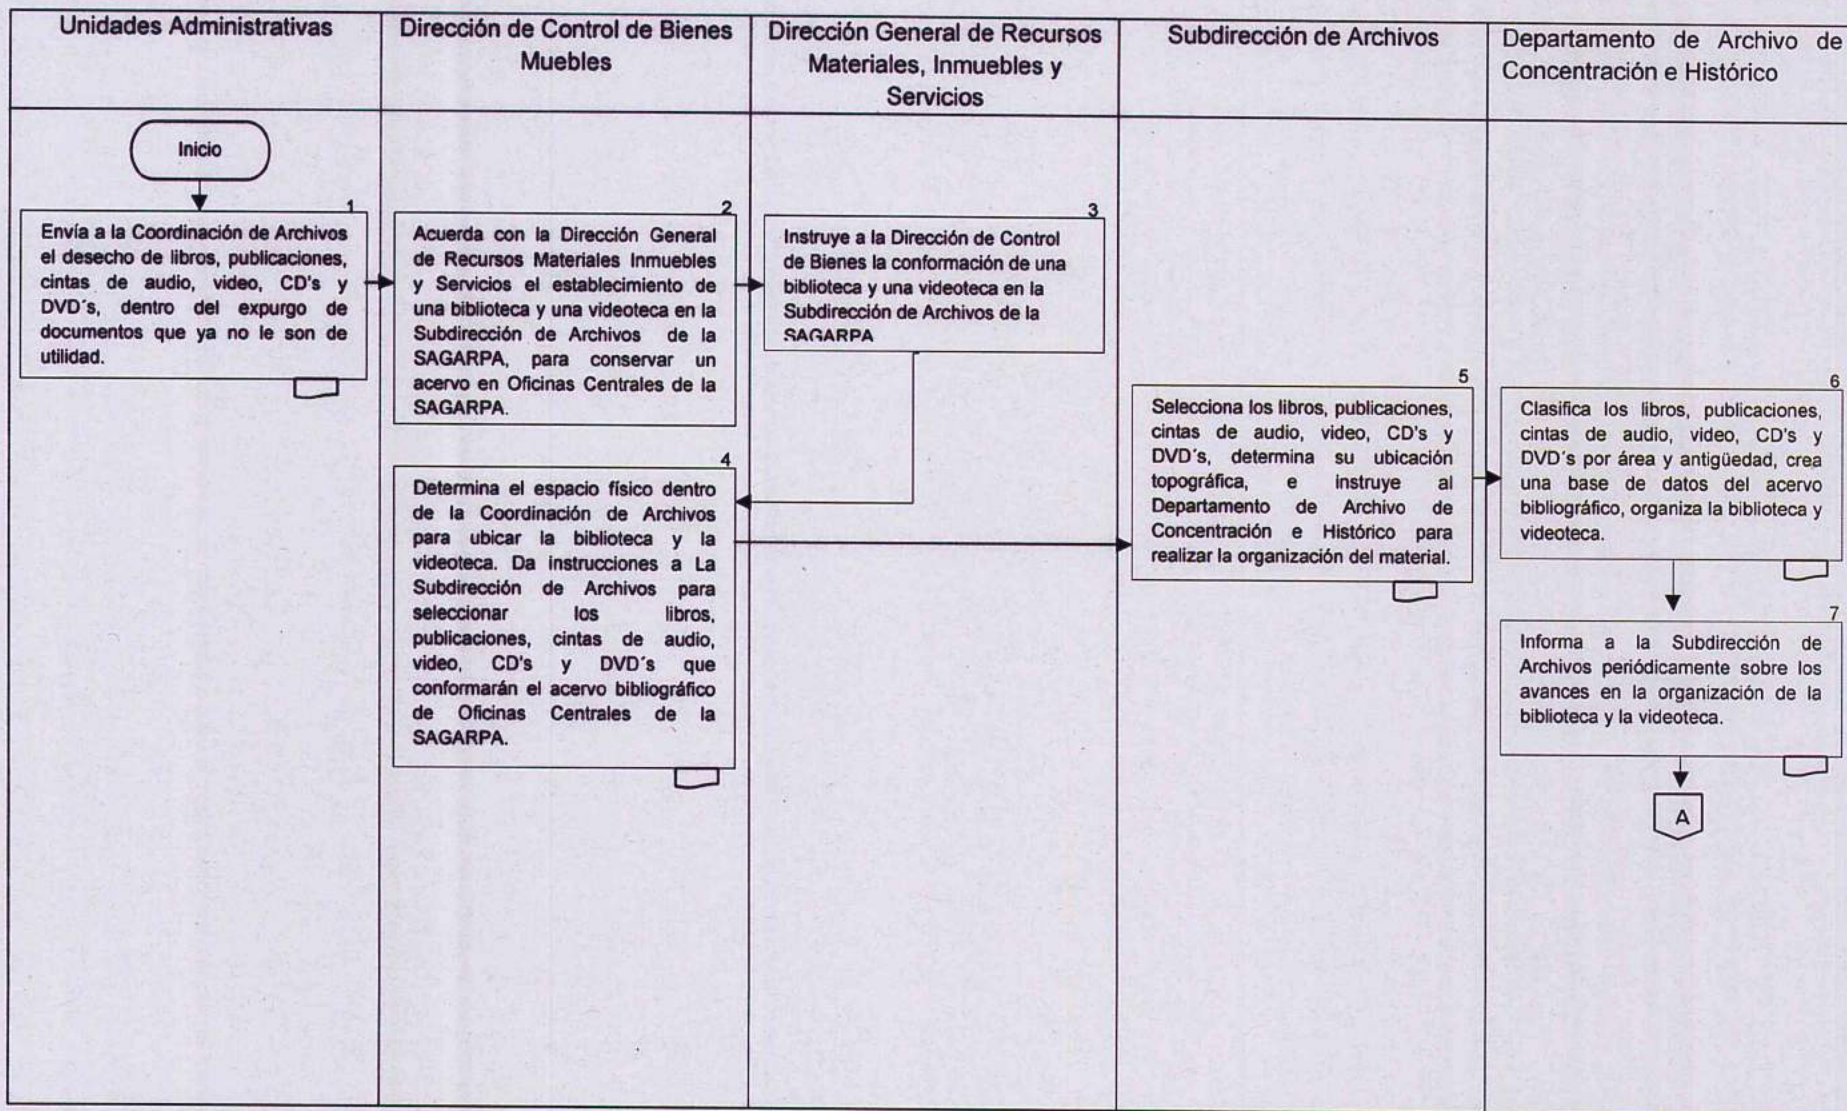 Unidades Administrativas
Dirección de Control de Bienes
Muebles
Dirección General de Recursos
Materiales, Inmuebles y
Servicios
Subdirección de Archivos
Departamento de Archivo de
Concentración e Histórico
Inicio
1
Envía a la Coordinación de Archivos
el desecho de libros, publicaciones,
cintas de audio, video, CD's y
DVD´s, dentro del expurgo de
documentos que ya no le son de
utilidad.
2
Acuerda con la Dirección General
de Recursos Materiales Inmuebles
y Servicios el establecimiento de
una biblioteca y una videoteca en la
Subdirección de Archivos de la
SAGARPA, para conservar un
acervo en Oficinas Centrales de la
SAGARPA.
3
Instruye a la Dirección de Control
de Bienes la conformación de una
biblioteca y una videoteca en la
Subdirección de Archivos de la
SAGARPA
4
Determina el espacio físico dentro
de la Coordinación de Archivos
para ubicar la biblioteca y la
videoteca. Da instrucciones a La
Subdirección de Archivos para
seleccionar los libros,
publicaciones, cintas de audio,
video, CD's y DVD´s que
conformarán el acervo bibliográfico
de Oficinas Centrales de la
SAGARPA.
5
Selecciona los libros, publicaciones,
cintas de audio, video, CD's y
DVD´s, determina su ubicación
topográfica, e instruye al
Departamento de Archivo de
Concentración e Histórico para
realizar la organización del material.
6
Clasifica los libros, publicaciones,
cintas de audio, video, CD's y
DVD´s por área y antigüedad, crea
una base de datos del acervo
bibliográfico, organiza la biblioteca y
videoteca.
7
Informa a la Subdirección de
Archivos periódicamente sobre los
avances en la organización de la
biblioteca y la videoteca.
A